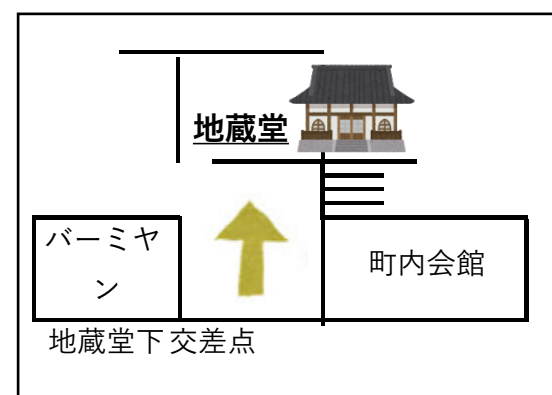 地蔵堂
バーミヤ
ン
町内会館
地蔵堂下 交差点